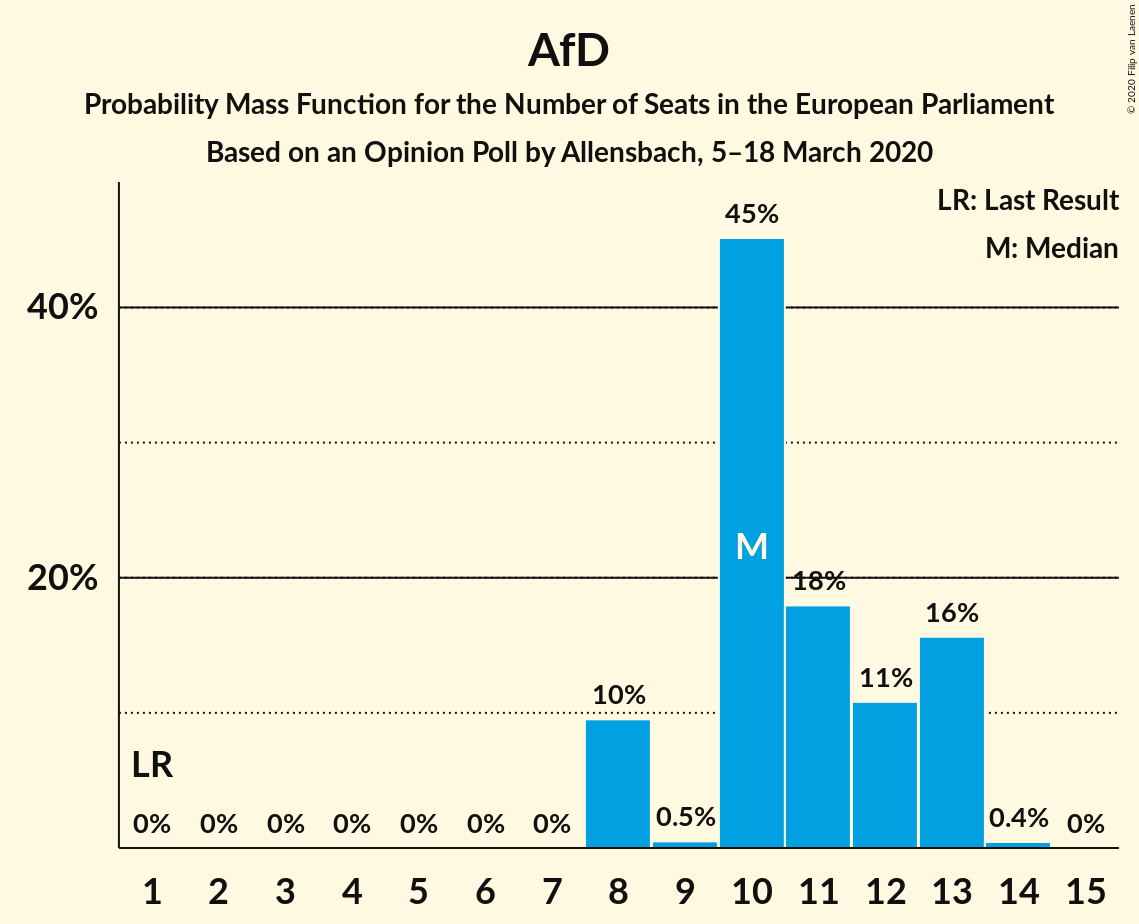 AfD
Probability Mass Function for the Number of Seats in the European Parliament
Based on an Opinion Poll by Allensbach, 5–18 March 2020
© 2020 Filip van Laenen
LR: Last Result
M: Median
45%
40%
M
20%
18%
16%
11%
10%
LR
0% 0% 0% 0% 0% 0% 0% 0.5% 0.4% 0%
1 2 3 4 5 6 7 8 9 10 11 12 13 14 15